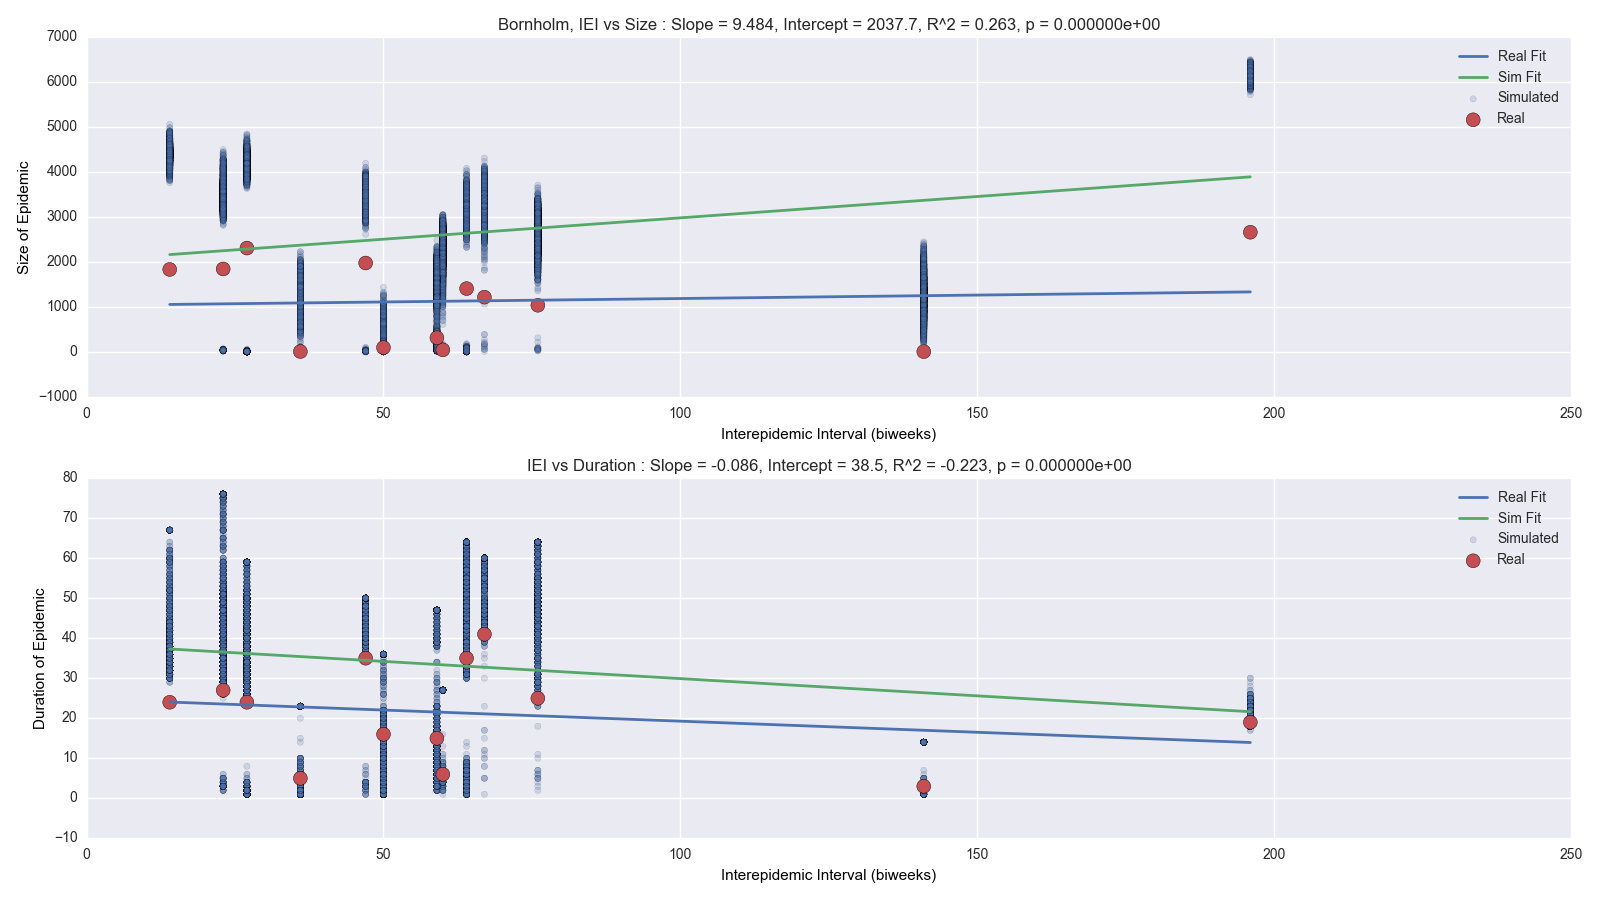 Bornholm, IEI vs Size : Slope = 9.484, Intercept = 2037.7, R^2 = 0.263, p = 0.000000e+00
7000
6000
5000
4000
3000
2000
1000
0
−1000
Size of Epidemic
Real Fit
Sim Fit
Simulated
Real
0 50 100 150 200 250
Interepidemic Interval (biweeks)
IEI vs Duration : Slope = -0.086, Intercept = 38.5, R^2 = -0.223, p = 0.000000e+00
80
70
60
50
40
30
20
10
0
−10
Duration of Epidemic
Real Fit
Sim Fit
Simulated
Real
0 50 100 150 200 250
Interepidemic Interval (biweeks)